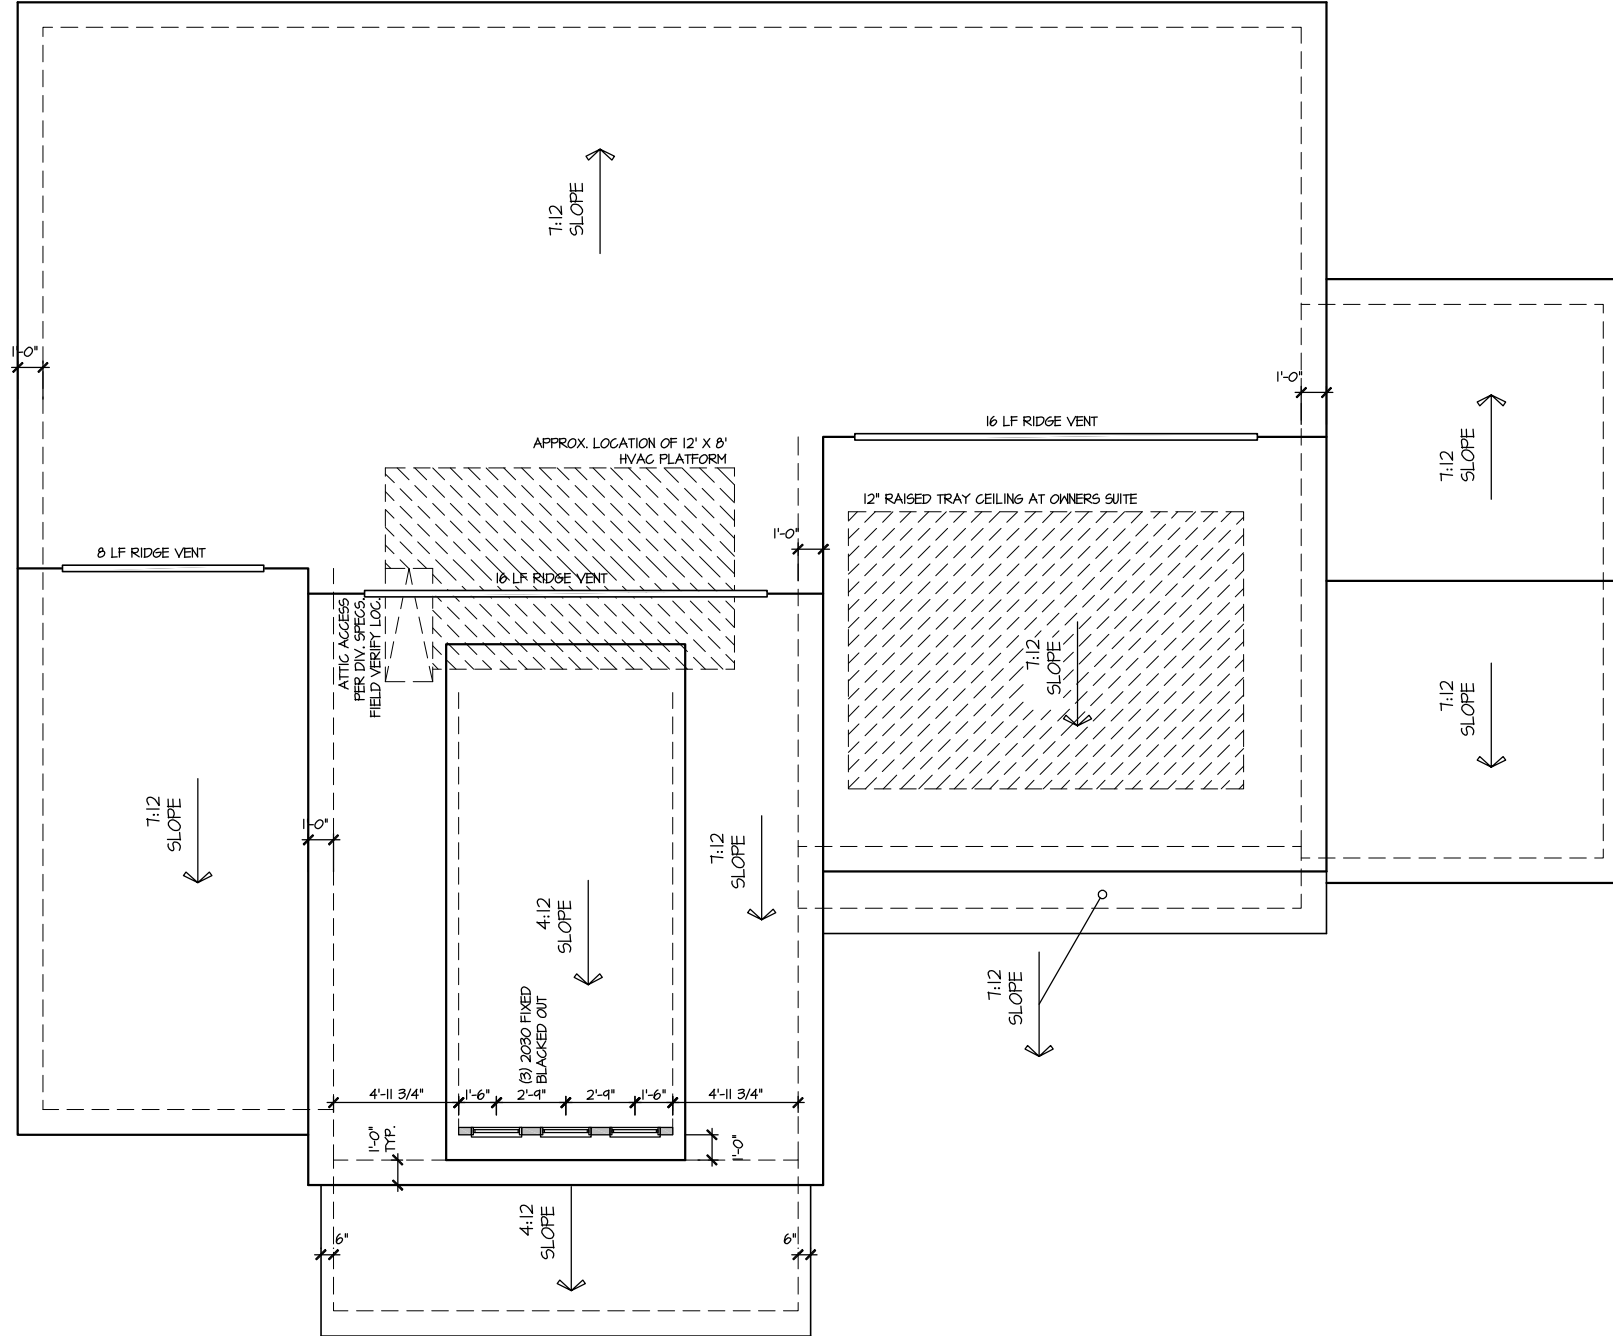 7:12
SLOPE
1'-0"
1'-0"
16 LF RIDGE VENT
7:12
SLOPE
APPROX. LOCATION OF 12' X 8'
HVAC PLATFORM
12" RAISED TRAY CEILING AT OWNERS SUITE
1'-0"
8 LF RIDGE VENT
16 LF RIDGE VENT
ATTIC ACCESS
PER DIV. SPECS.
FIELD VERIFY LOC.
7:12
SLOPE
7:12
SLOPE
7:12
SLOPE
1'-0"
7:12
SLOPE
4:12
SLOPE
7:12
SLOPE
(3) 2030 FIXED
BLACKED OUT
4'-11 3/4"
1'-6"
2'-9"
2'-9"
1'-6"
4'-11 3/4"
1'-0"
TYP.
1'-0"
4:12
SLOPE
6"
6"